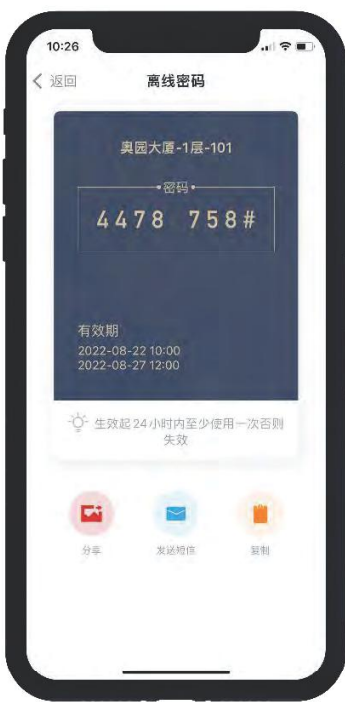 10:26
返回
离线密码
奥园大厦-1层-101
密码
4478 758#
有效期
2022-08-22 10:00
2022-08-27 12:00
生效起24小时内至少使用一次否则
失效
分享
发送短信
复制